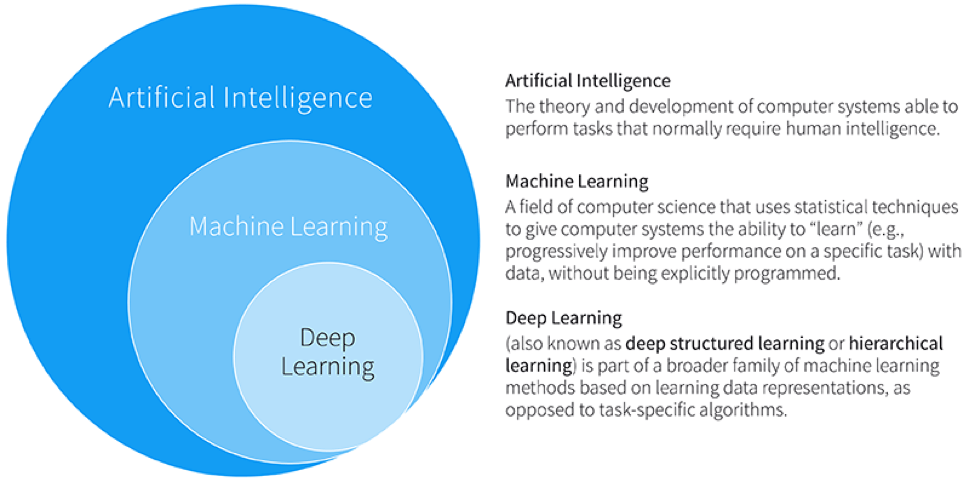 Artificial Intelligence
Machine Learning
Deep
Learning
Artificial Intelligence
The theory and development of computer systems able to
perform tasks that normally require human intelligence.
Machine Learning
A field of computer science that uses statistical techniques
to give computer systems the ability to “learn” (e.g.,
progressively improve performance on a specific task) with
data, without being explicitly programmed.
Deep Learning
(also known as deep structured learning or hierarchical
learning) is part of a broader family of machine learning
methods based on learning data representations, as
opposed to task-specific algorithms.